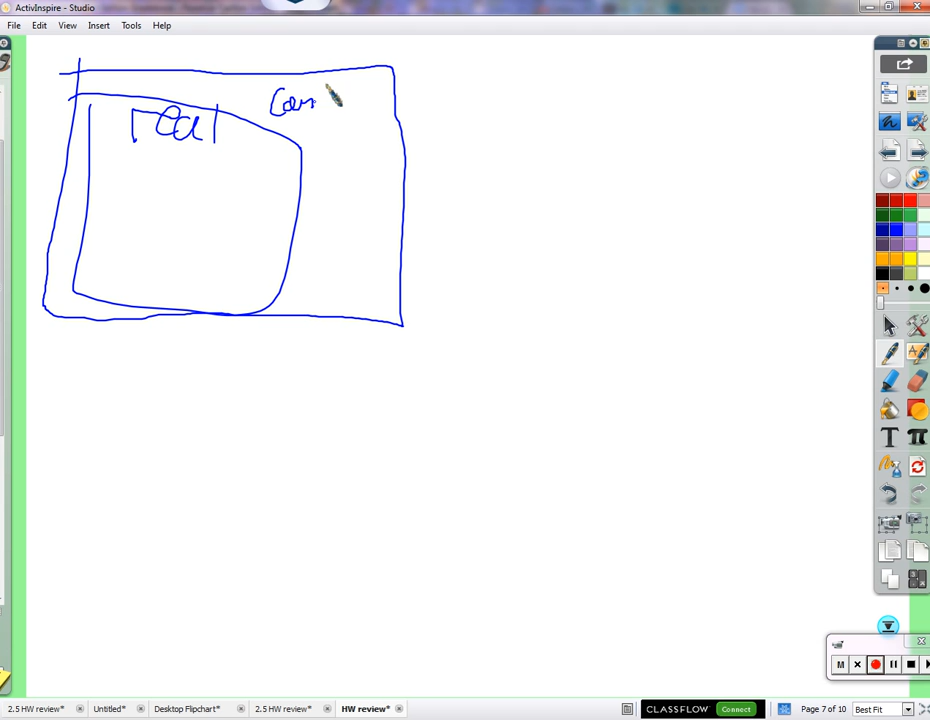 ActivInspire - Studio
File Edit View Insert Tools Help
real
2.5 HW review* Untitled* Desktop Flipchart* 2.5 HW review* HW review* CLASSFLOW Connect Page 7 of 10 Best Fit